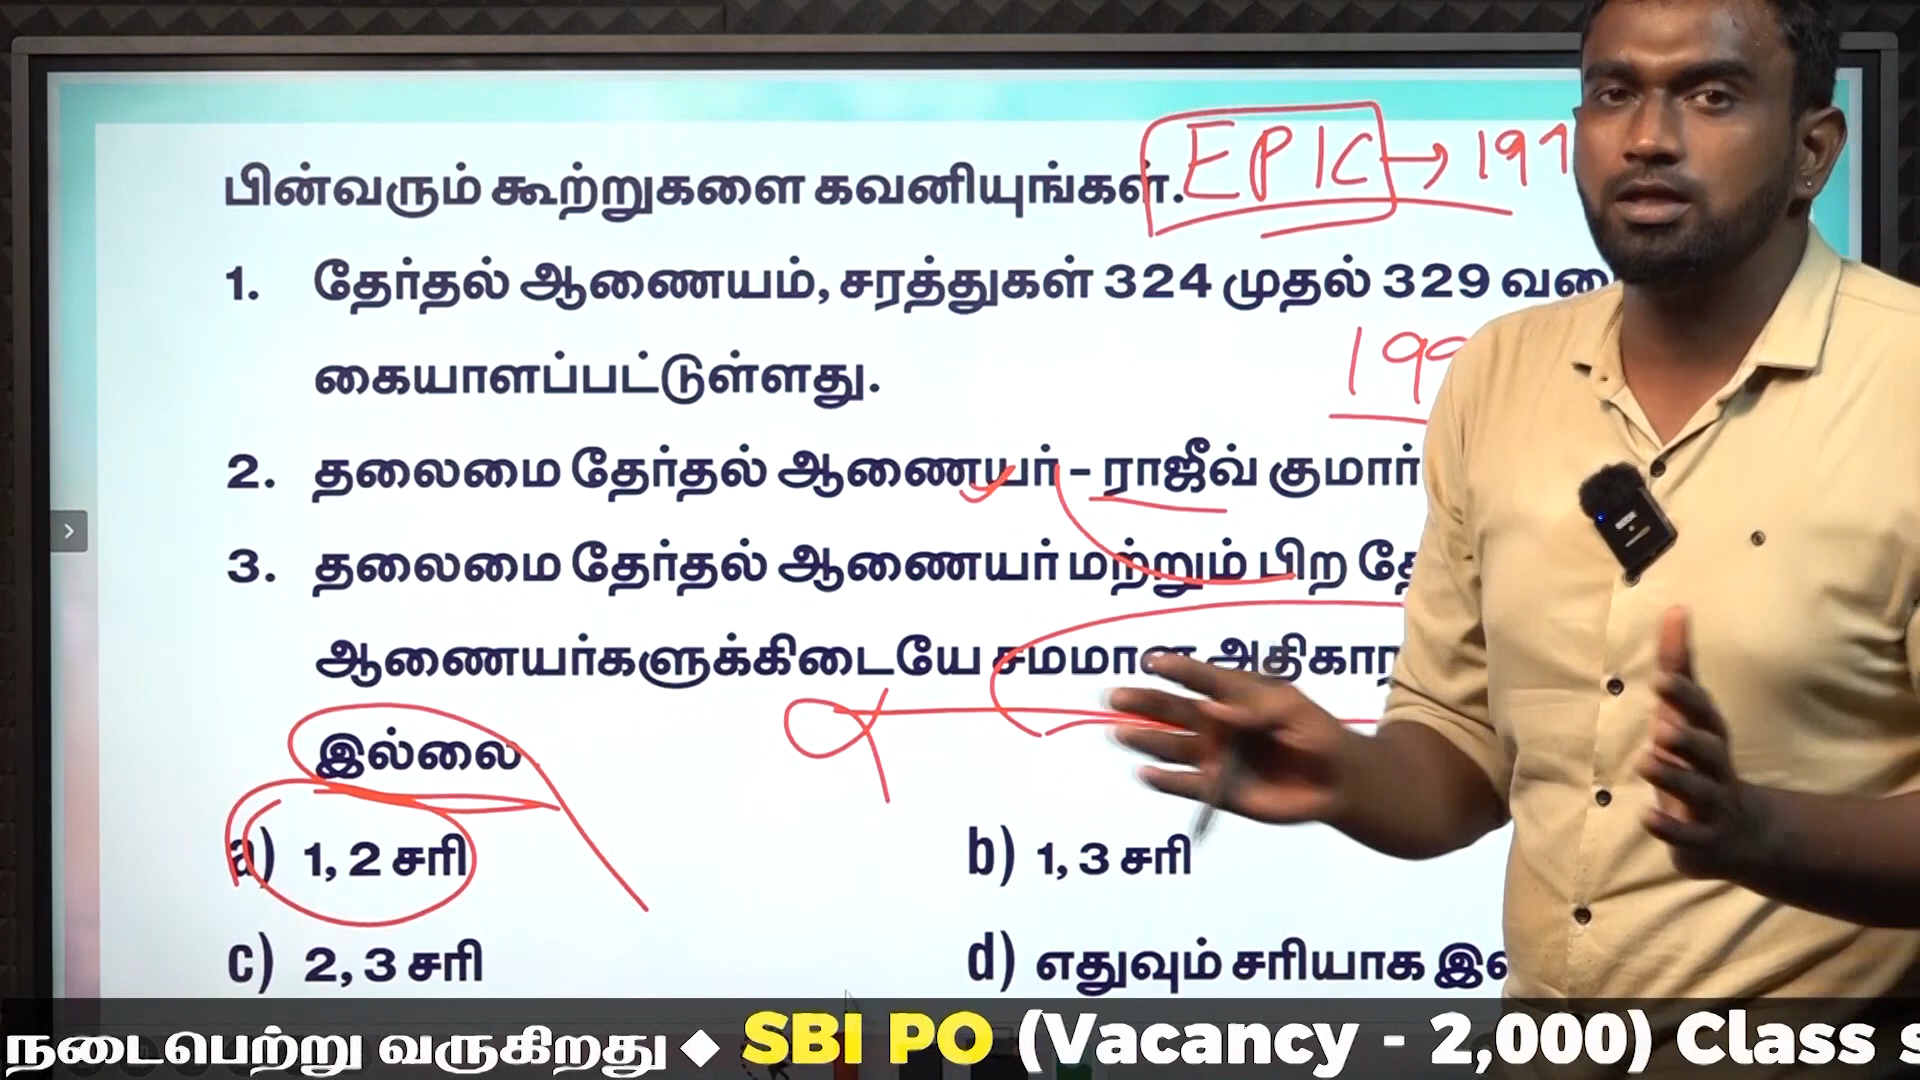 பின்வரும் கூற்றுகளை கவனியுங்கள். EPIC →
1. தேர்தல் ஆணையம், சரத்துகள் 324 முதல் 329
கையாளப்பட்டுள்ளது.
2. தலைமை தேர்தல் ஆணையர் – ராஜீவ் குமார்
3. தலைமை தேர்தல் ஆணையர் மற்றும் பிற
ஆணையர்களுக்கிடையே சமமான
இல்லை
a) 1, 2 சரி b) 1, 3 சரி
c) 2, 3 சரி d) எதுவும் சரியாக
நடைபெற்று வருகிறது ◆ SBI PO (Vacancy - 2,000) Class